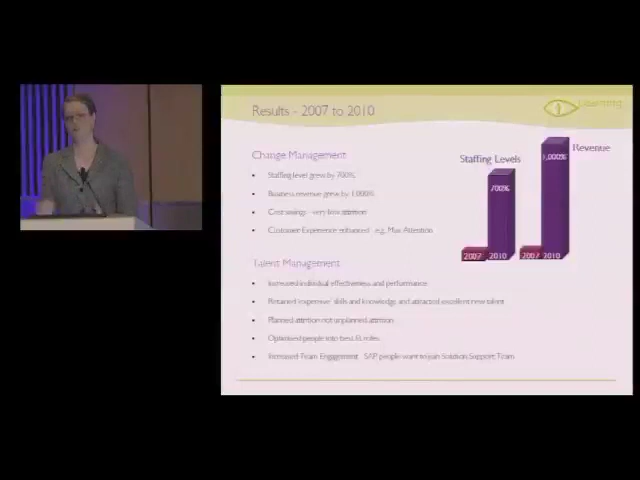 Results - 2007 to 2010
Learning
Change Management
Staffing level grew by 700%
Business revenue grew by 1,000%
Cost savings - very low attrition
Customer Experience enhanced - e.g. Max Attention
Staffing Levels
Revenue
700%
1,000%
2007 2010
2007 2010
Talent Management
Increased individual effectiveness and performance
Retained 'expensive' skills and knowledge and attracted excellent new talent
Planned attrition not unplanned attrition
Optimised people into best fit roles
Increased Team Engagement - SAP people want to join Solution Support Team